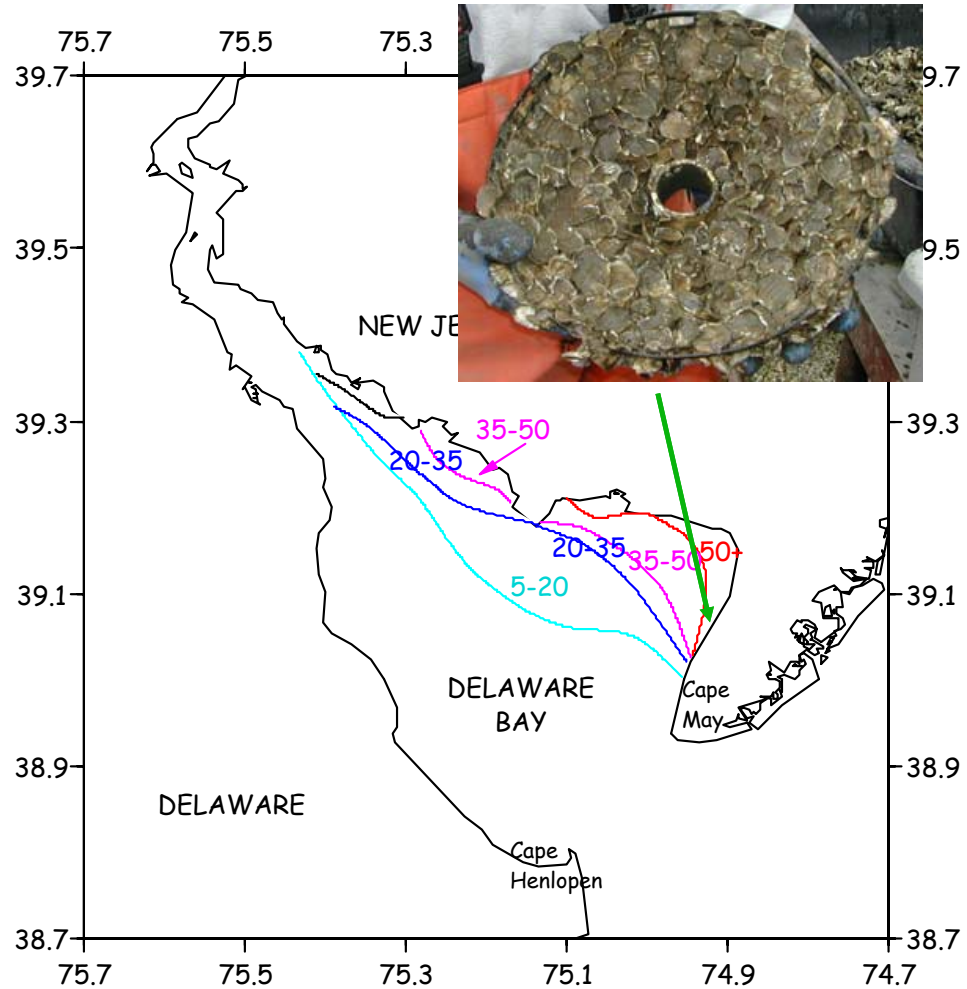 75.7 75.5 75.3
39.7 9.7
39.5 9.5
NEW JE
39.3 39.3
35-50
20-35
20-35 50+
35-50
39.1 39.1
5-20
DELAWARE
BAY
Cape
May
38.9 38.9
DELAWARE
Cape
Henlopen
38.7 38.7
75.7 75.5 75.3 75.1 74.9 74.7